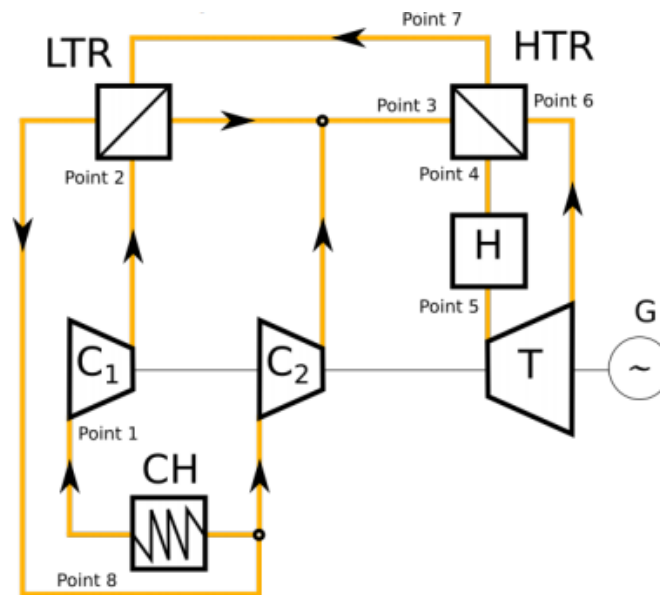 Point 7
LTR
HTR
Point 3
Point 6
Point 2
Point 4
H
Point 5
G
C1
C2
T
~
Point 1
CH
Point 8